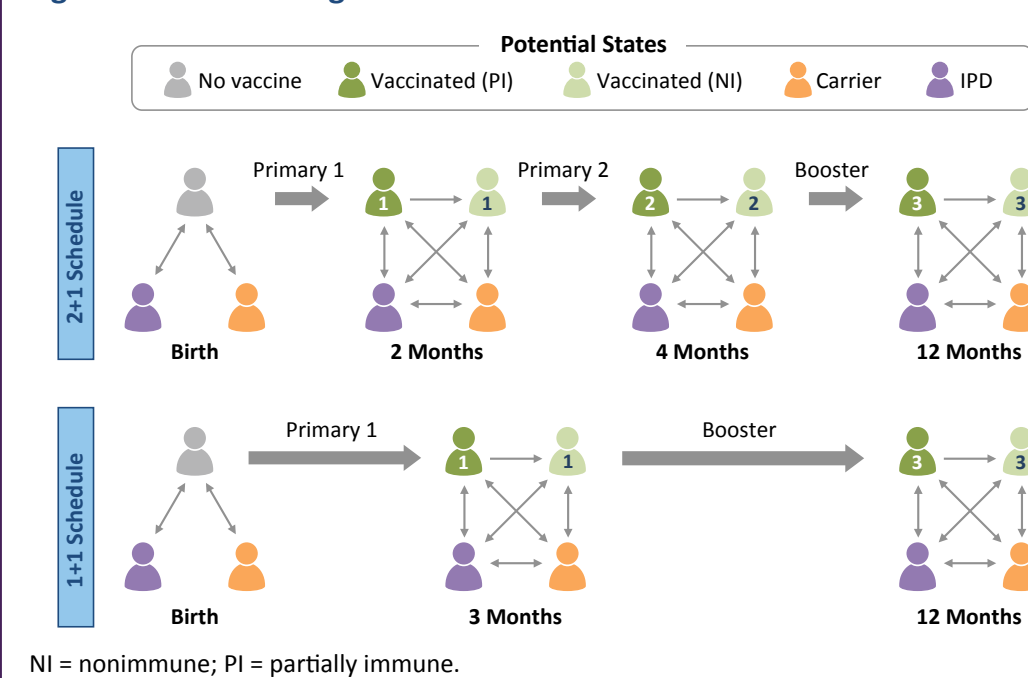 Potential States
No vaccine Vaccinated (PI) Vaccinated (NI) Carrier IPD
2+1 Schedule
Primary 1 Primary 2 Booster
1 1 2 2 3 3
Birth 2 Months 4 Months 12 Months
1+1 Schedule
Primary 1 Booster
1 1 3 3
Birth 3 Months 12 Months
NI = nonimmune; PI = partially immune.